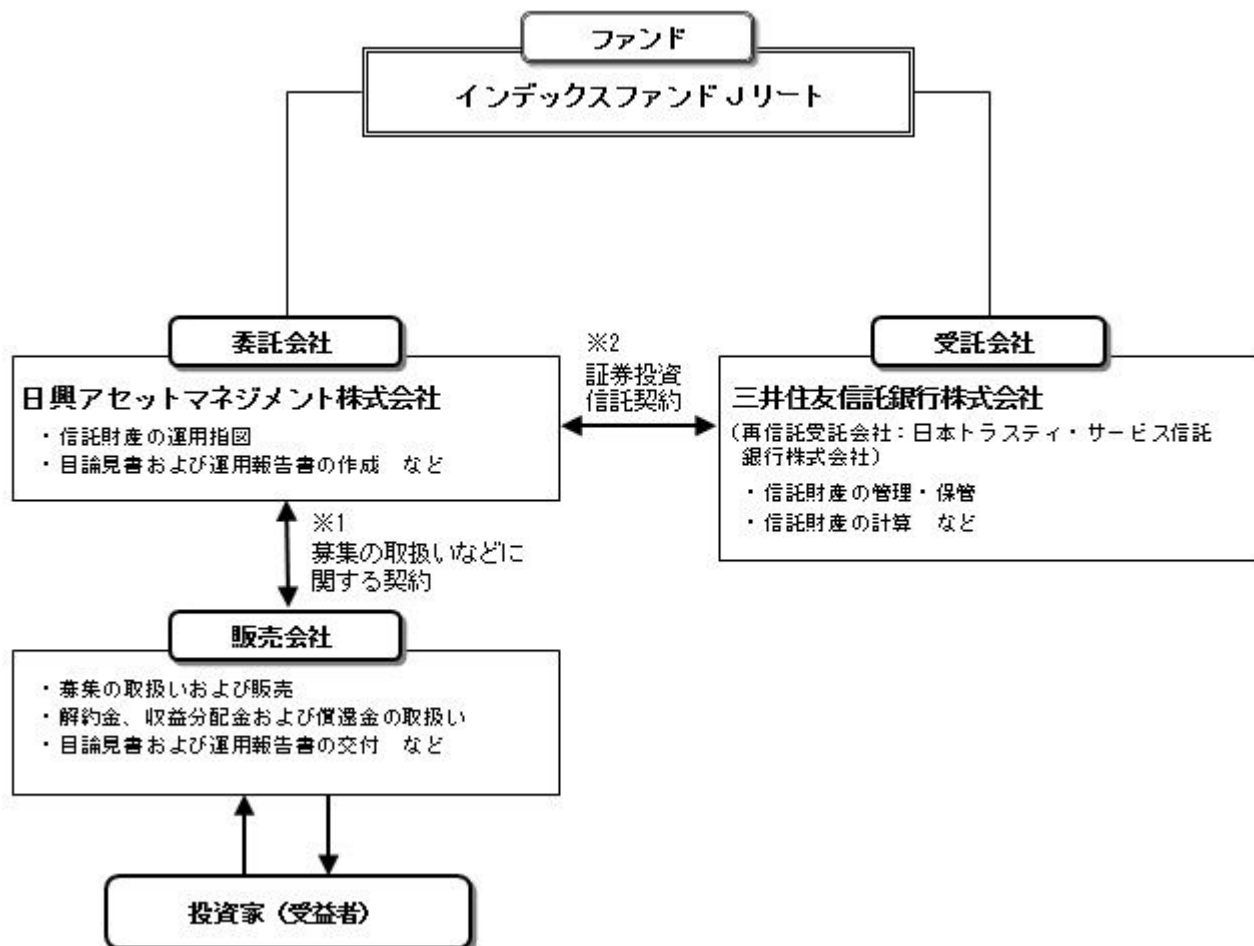 ファンド
インデックスファンドJリート
委託会社
日興アセットマネジメント株式会社
・信託財産の運用指図
・目論見書および運用報告書の作成　など
※2
証券投資
信託契約
受託会社
三井住友信託銀行株式会社
（再信託受託会社：日本トラスティ・サービス信託
銀行株式会社）
・信託財産の管理・保管
・信託財産の計算　など
※1
募集の取扱いなどに
関する契約
販売会社
・募集の取扱いおよび販売
・解約金、収益分配金および償還金の取扱い
・目論見書および運用報告書の交付　など
投資家（受益者）